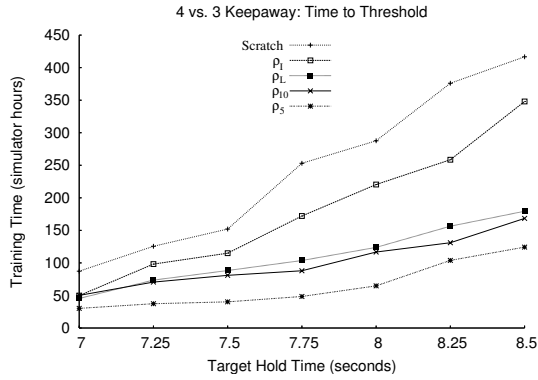 4 vs. 3 Keepaway: Time to Threshold
450
400
350
300
250
200
150
100
50
0
Training Time (simulator hours)
Scratch
ρI
ρL
ρ10
ρ5
7 7.25 7.5 7.75 8 8.25 8.5
Target Hold Time (seconds)